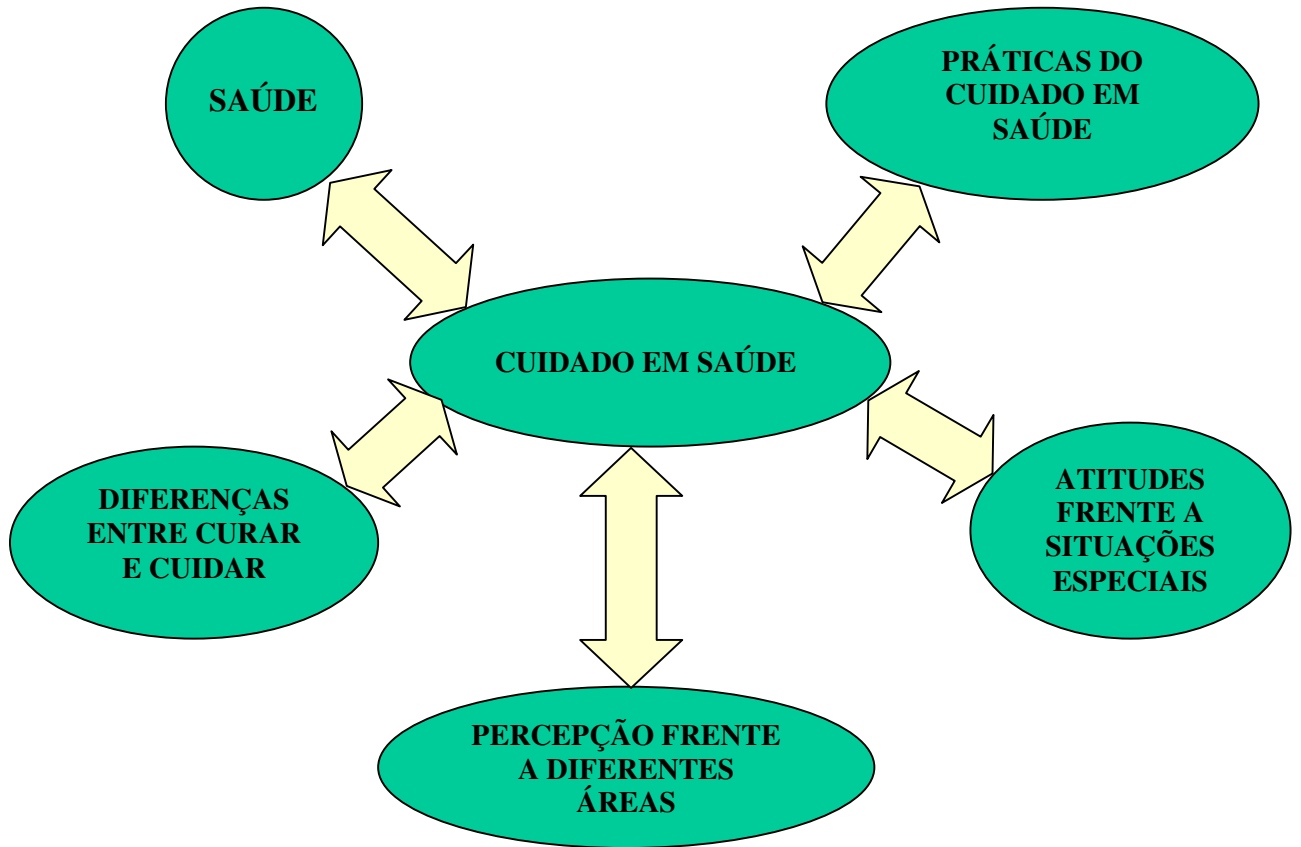 SAÚDE
PRÁTICAS DO
CUIDADO EM
SAÚDE
CUIDADO EM SAÚDE
DIFERENÇAS
ENTRE CURAR
E CUIDAR
ATITUDES
FRENTE A
SITUAÇÕES
ESPECIAIS
PERCEPÇÃO FRENTE
A DIFERENTES
ÁREAS